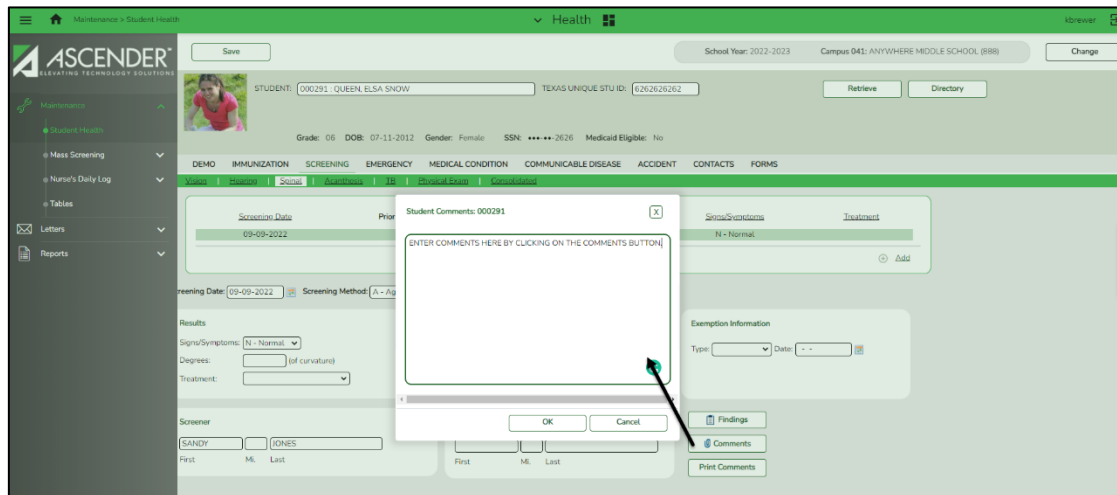 Maintenance > Student Health
Health
kbrewer
ASCENDER
ELEVATING TECHNOLOGY SOLUTIONS
Save
School Year: 2022-2023 Campus 041: ANYWHERE MIDDLE SCHOOL (888)
Change
STUDENT: 000291 : QUEEN, ELSA SNOW TEXAS UNIQUE STU ID: 6262626262
Retrieve Directory
Grade: 06 DOB: 07-11-2012 Gender: Female SSN: •••-••-2626 Medicaid Eligible: No
Maintenance
Student Health
Mass Screening
Nurse's Daily Log
Tables
Letters
Reports
DEMO IMMUNIZATION SCREENING EMERGENCY MEDICAL CONDITION COMMUNICABLE DISEASE ACCIDENT CONTACTS FORMS
Vision | Hearing | Spinal | Acanthosis | TB | Physical Exam | Consolidated
Screening Date Prior Signs/Symptoms Treatment
09-09-2022 N - Normal
Add
Student Comments: 000291 X
ENTER COMMENTS HERE BY CLICKING ON THE COMMENTS BUTTON.
OK Cancel
reening Date: 09-09-2022 Screening Method: A - Ag
Results
Signs/Symptoms: N - Normal
Degrees: (of curvature)
Treatment:
Exemption Information
Type: Date: - -
Screener
SANDY JONES
First Mi. Last
First Mi. Last
Findings
Comments
Print Comments